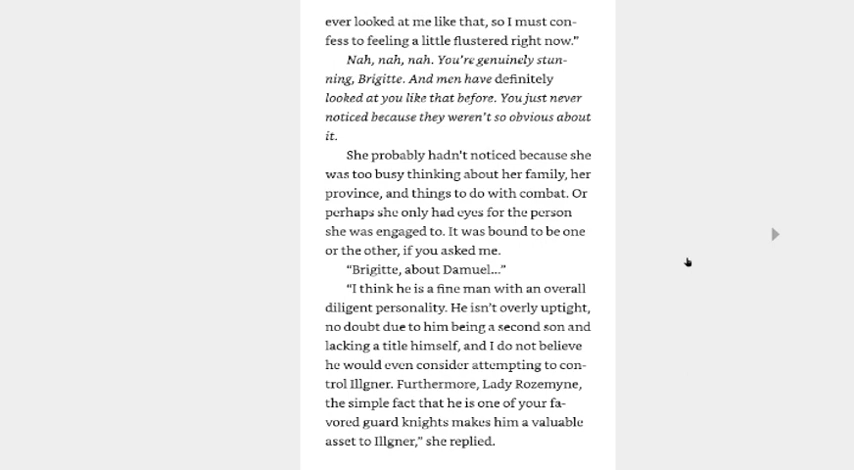 ever looked at me like that, so I must con-
fess to feeling a little flustered right now.”
Nah, nah, nah. You’re genuinely stun-
ning, Brigitte. And men have definitely
looked at you like that before. You just never
noticed because they weren’t so obvious about
it.
She probably hadn’t noticed because she
was too busy thinking about her family, her
province, and things to do with combat. Or
perhaps she only had eyes for the person
she was engaged to. It was bound to be one
or the other, if you asked me.
“Brigitte, about Damuel...”
“I think he is a fine man with an overall
diligent personality. He isn’t overly uptight,
no doubt due to him being a second son and
lacking a title himself, and I do not believe
he would even consider attempting to con-
trol Illgner. Furthermore, Lady Rozemyne,
the simple fact that he is one of your fa-
vored guard knights makes him a valuable
asset to Illgner,” she replied.